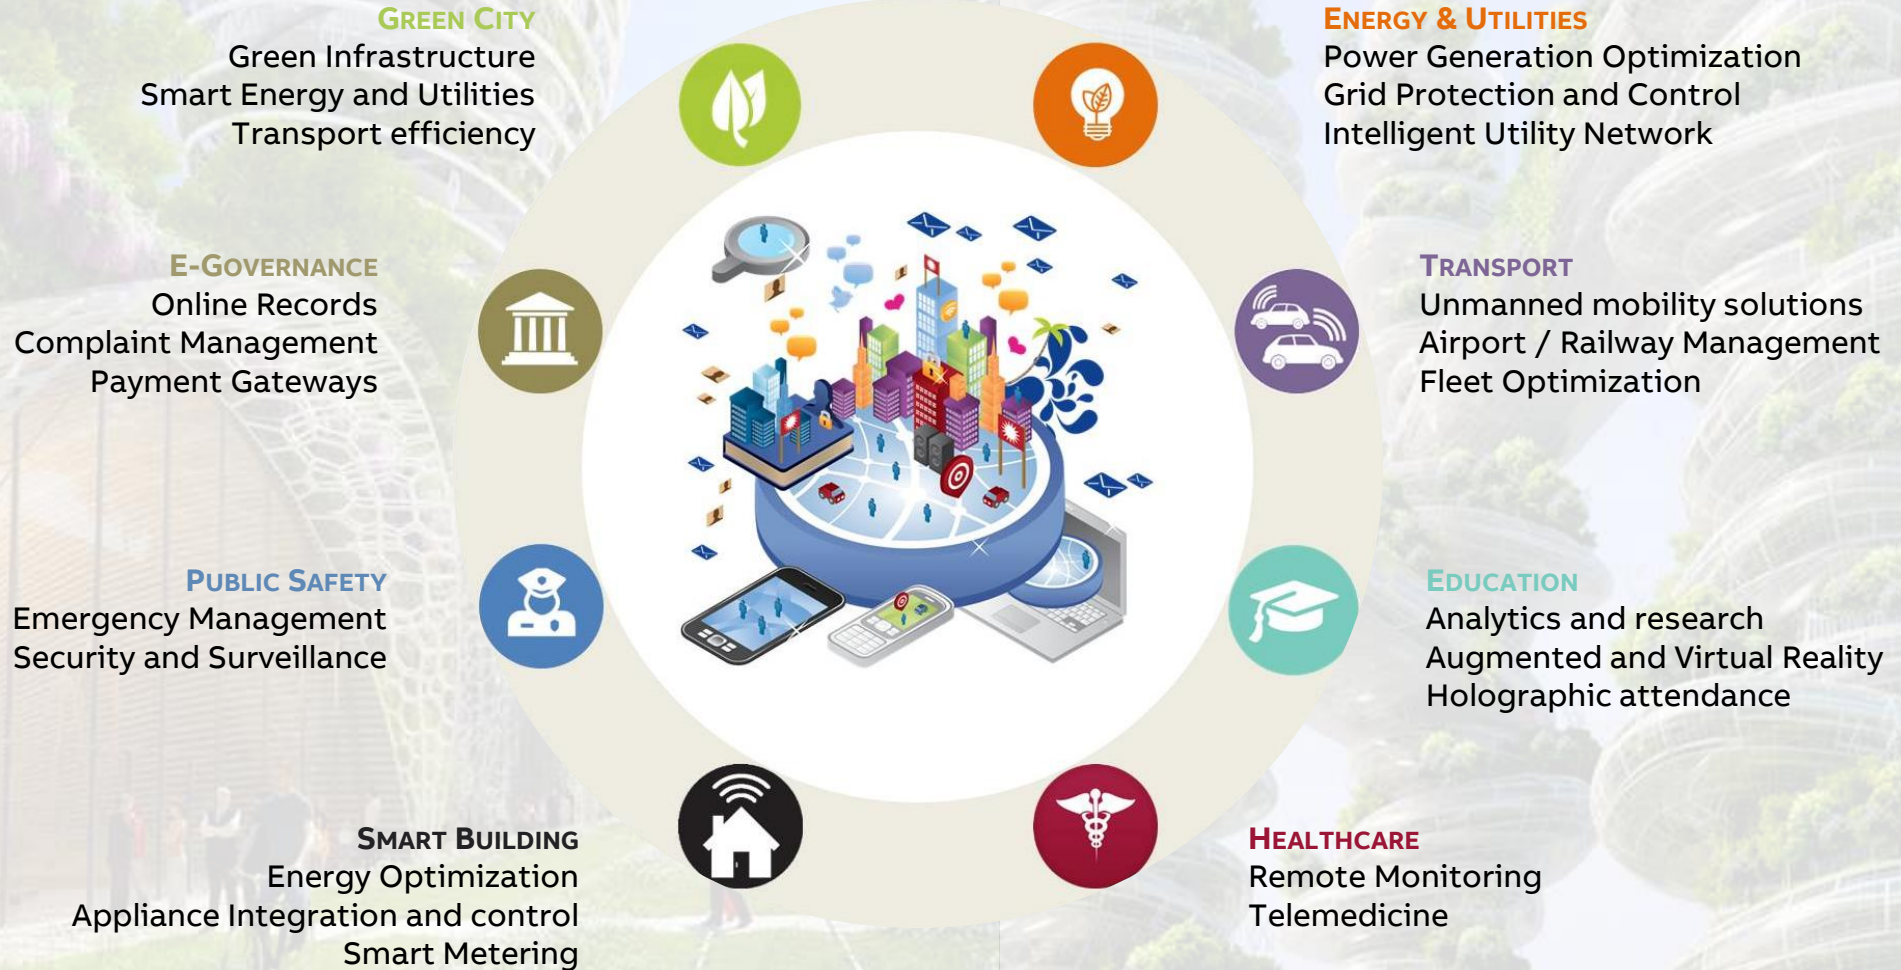 GREEN CITY
Green Infrastructure
Smart Energy and Utilities
Transport efficiency
ENERGY & UTILITIES
Power Generation Optimization
Grid Protection and Control
Intelligent Utility Network
E-GOVERNANCE
Online Records
Complaint Management
Payment Gateways
TRANSPORT
Unmanned mobility solutions
Airport / Railway Management
Fleet Optimization
PUBLIC SAFETY
Emergency Management
Security and Surveillance
EDUCATION
Analytics and research
Augmented and Virtual Reality
Holographic attendance
SMART BUILDING
Energy Optimization
Appliance Integration and control
Smart Metering
HEALTHCARE
Remote Monitoring
Telemedicine